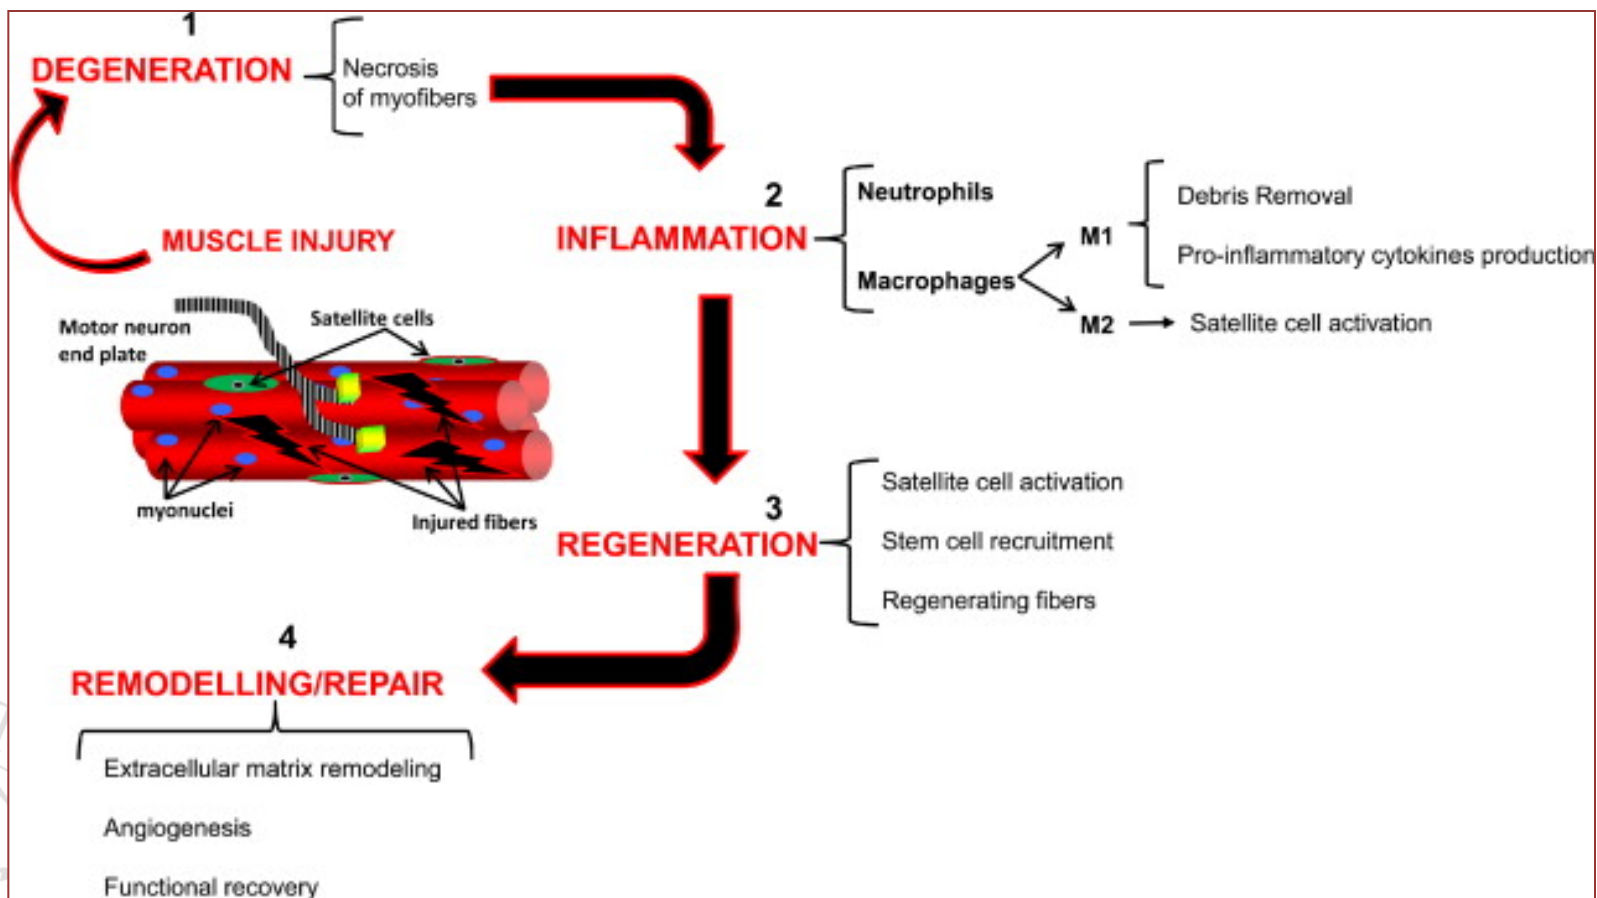 1
DEGENERATION
Necrosis
of myofibers
2
INFLAMMATION
Neutrophils
Macrophages
M1
Debris Removal
Pro-inflammatory cytokines production
M2
Satellite cell activation
MUSCLE INJURY
Motor neuron
end plate
Satellite cells
myonuclei
Injured fibers
3
REGENERATION
Satellite cell activation
Stem cell recruitment
Regenerating fibers
4
REMODELLING/REPAIR
Extracellular matrix remodeling
Angiogenesis
Functional recovery